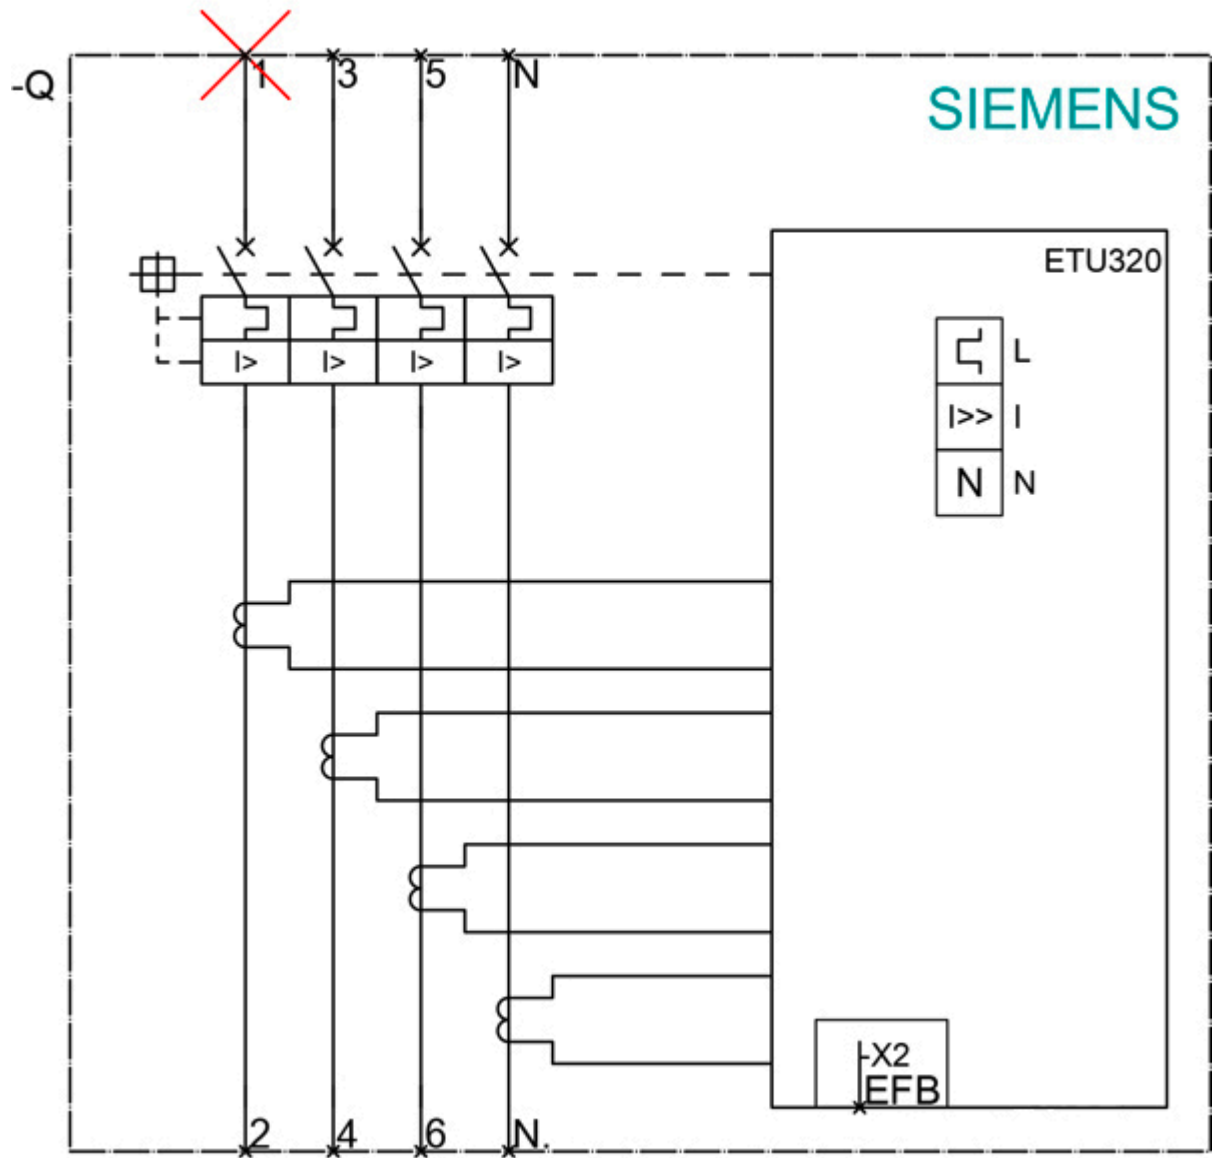 1 3 5 N
-Q
SIEMENS
ETU320
I> I> I> I>
L
I>> I
N N
-X2
EFB
2 4 6 N.